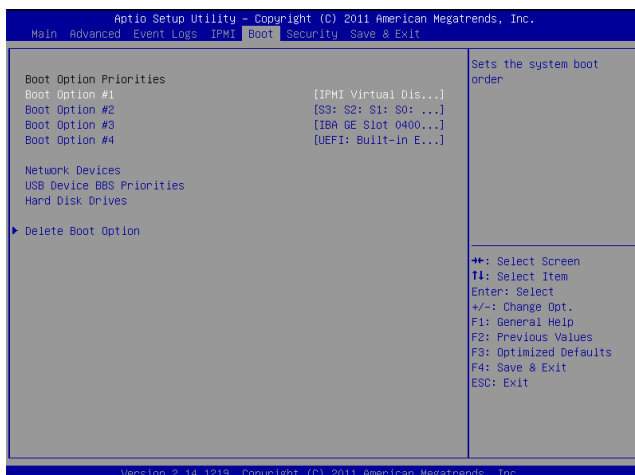 Aptio Setup Utility – Copyright (C) 2011 American Megatrends, Inc.
Main Advanced Event Logs IPMI Boot Security Save & Exit
Boot Option Priorities
Boot Option #1 [IPMI Virtual Dis...]
Boot Option #2 [S3: S2: S1: S0: ...]
Boot Option #3 [IBA GE Slot 0400...]
Boot Option #4 [UEFI: Built-in E...]
Network Devices
USB Device BBS Priorities
Hard Disk Drives
▶ Delete Boot Option
Sets the system boot
order
→←: Select Screen
↑↓: Select Item
Enter: Select
+/-: Change Opt.
F1: General Help
F2: Previous Values
F3: Optimized Defaults
F4: Save & Exit
ESC: Exit
Version 2.14.1219. Copyright (C) 2011 American Megatrends, Inc.